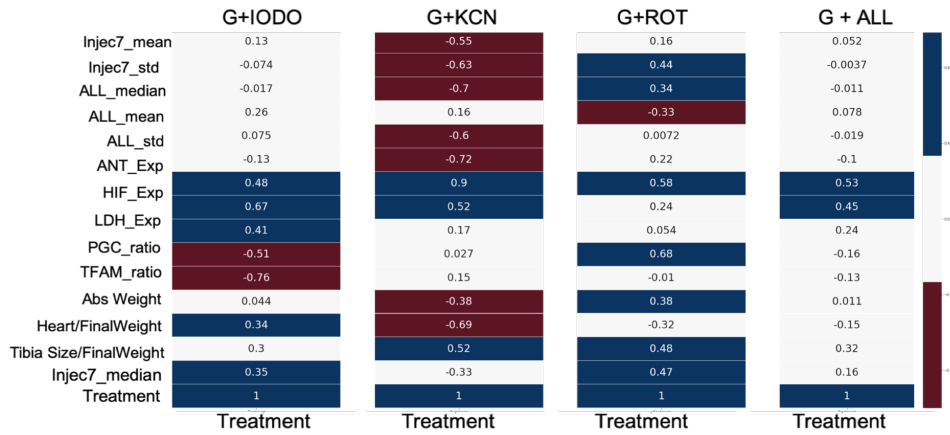 G+IODO G+KCN G+ROT G + ALL
Injec7_mean 0.13 -0.55 0.16 0.052
Injec7_std -0.074 -0.63 0.44 -0.0037
ALL_median -0.017 -0.7 0.34 -0.011
ALL_mean 0.26 0.16 -0.33 0.078
ALL_std 0.075 -0.6 0.0072 -0.019
ANT_Exp -0.13 -0.72 0.22 -0.1
HIF_Exp 0.48 0.9 0.58 0.53
0.67 0.52 0.24 0.45
LDH_Exp 0.41 0.17 0.054 0.24
PGC_ratio -0.51 0.027 0.68 -0.16
TFAM_ratio -0.76 0.15 -0.01 -0.13
Abs Weight 0.044 -0.38 0.38 0.011
Heart/FinalWeight 0.34 -0.69 -0.32 -0.15
Tibia Size/FinalWeight 0.3 0.52 0.48 0.32
Injec7_median 0.35 -0.33 0.47 0.16
Treatment 1 1 1 1
Treatment Treatment Treatment Treatment